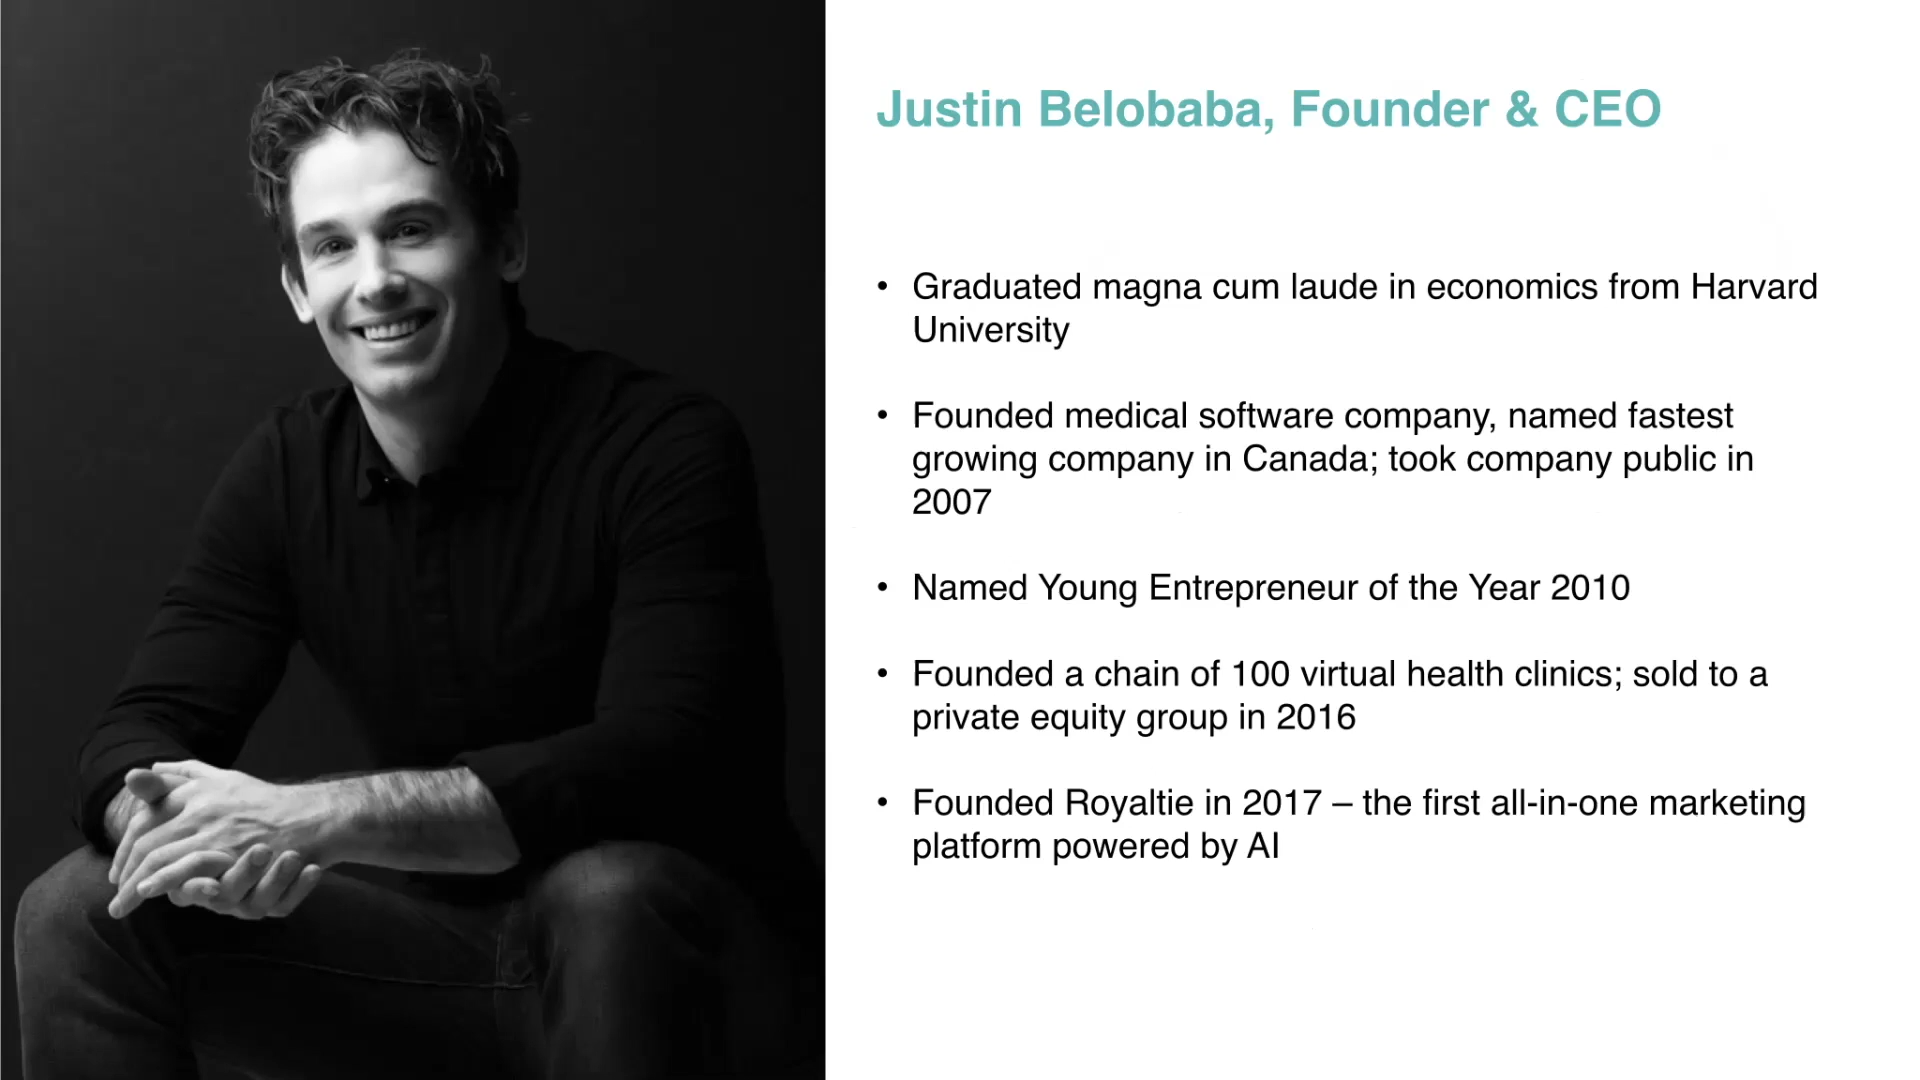 Justin Belobaba, Founder & CEO
• Graduated magna cum laude in economics from Harvard
University
• Founded medical software company, named fastest
growing company in Canada; took company public in
2007
• Named Young Entrepreneur of the Year 2010
• Founded a chain of 100 virtual health clinics; sold to a
private equity group in 2016
• Founded Royaltie in 2017 – the first all-in-one marketing
platform powered by AI